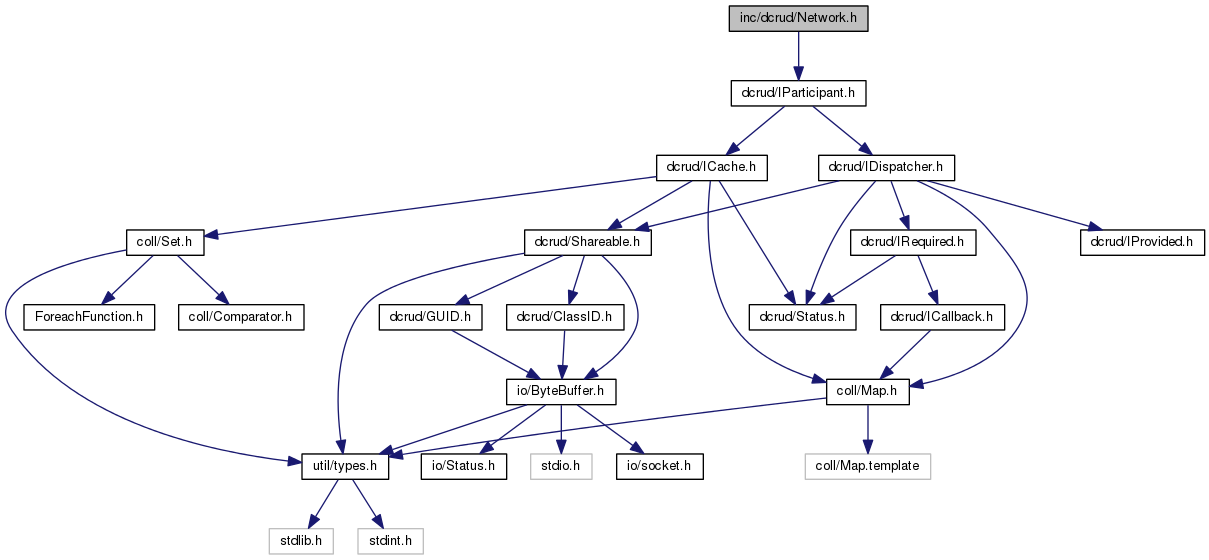 inc/dcrud/Network.h
dcrud/IParticipant.h
dcrud/ICache.h
dcrud/IDispatcher.h
coll/Set.h
dcrud/Shareable.h
dcrud/IRequired.h
dcrud/IProvided.h
ForeachFunction.h
coll/Comparator.h
dcrud/GUID.h
dcrud/ClassID.h
dcrud/Status.h
dcrud/ICallback.h
io/ByteBuffer.h
coll/Map.h
util/types.h
io/Status.h
stdio.h
io/socket.h
coll/Map.template
stdlib.h
stdint.h